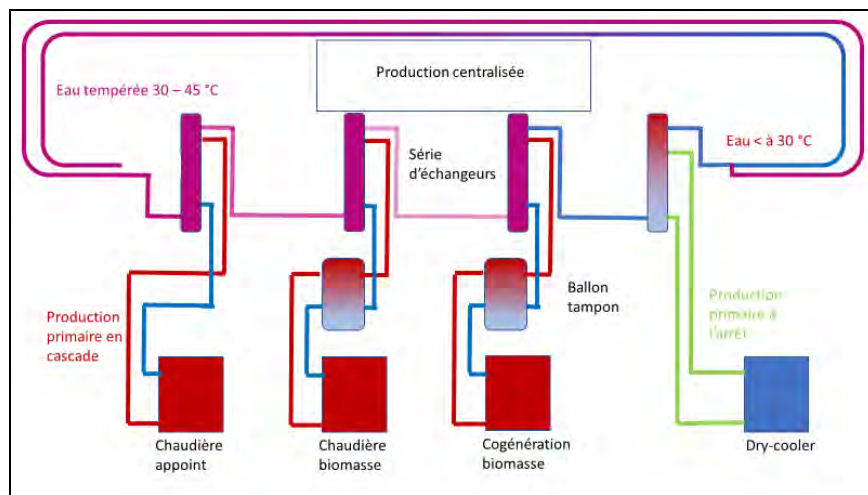 Production centralisée
Eau tempérée 30 – 45 °C
Série
d'échangeurs
Eau < à 30 °C
Ballon
tampon
Production
primaire en
cascade
Production
primaire à
l'arrêt
Chaudière
appoint
Chaudière
biomasse
Cogénération
biomasse
Dry-cooler